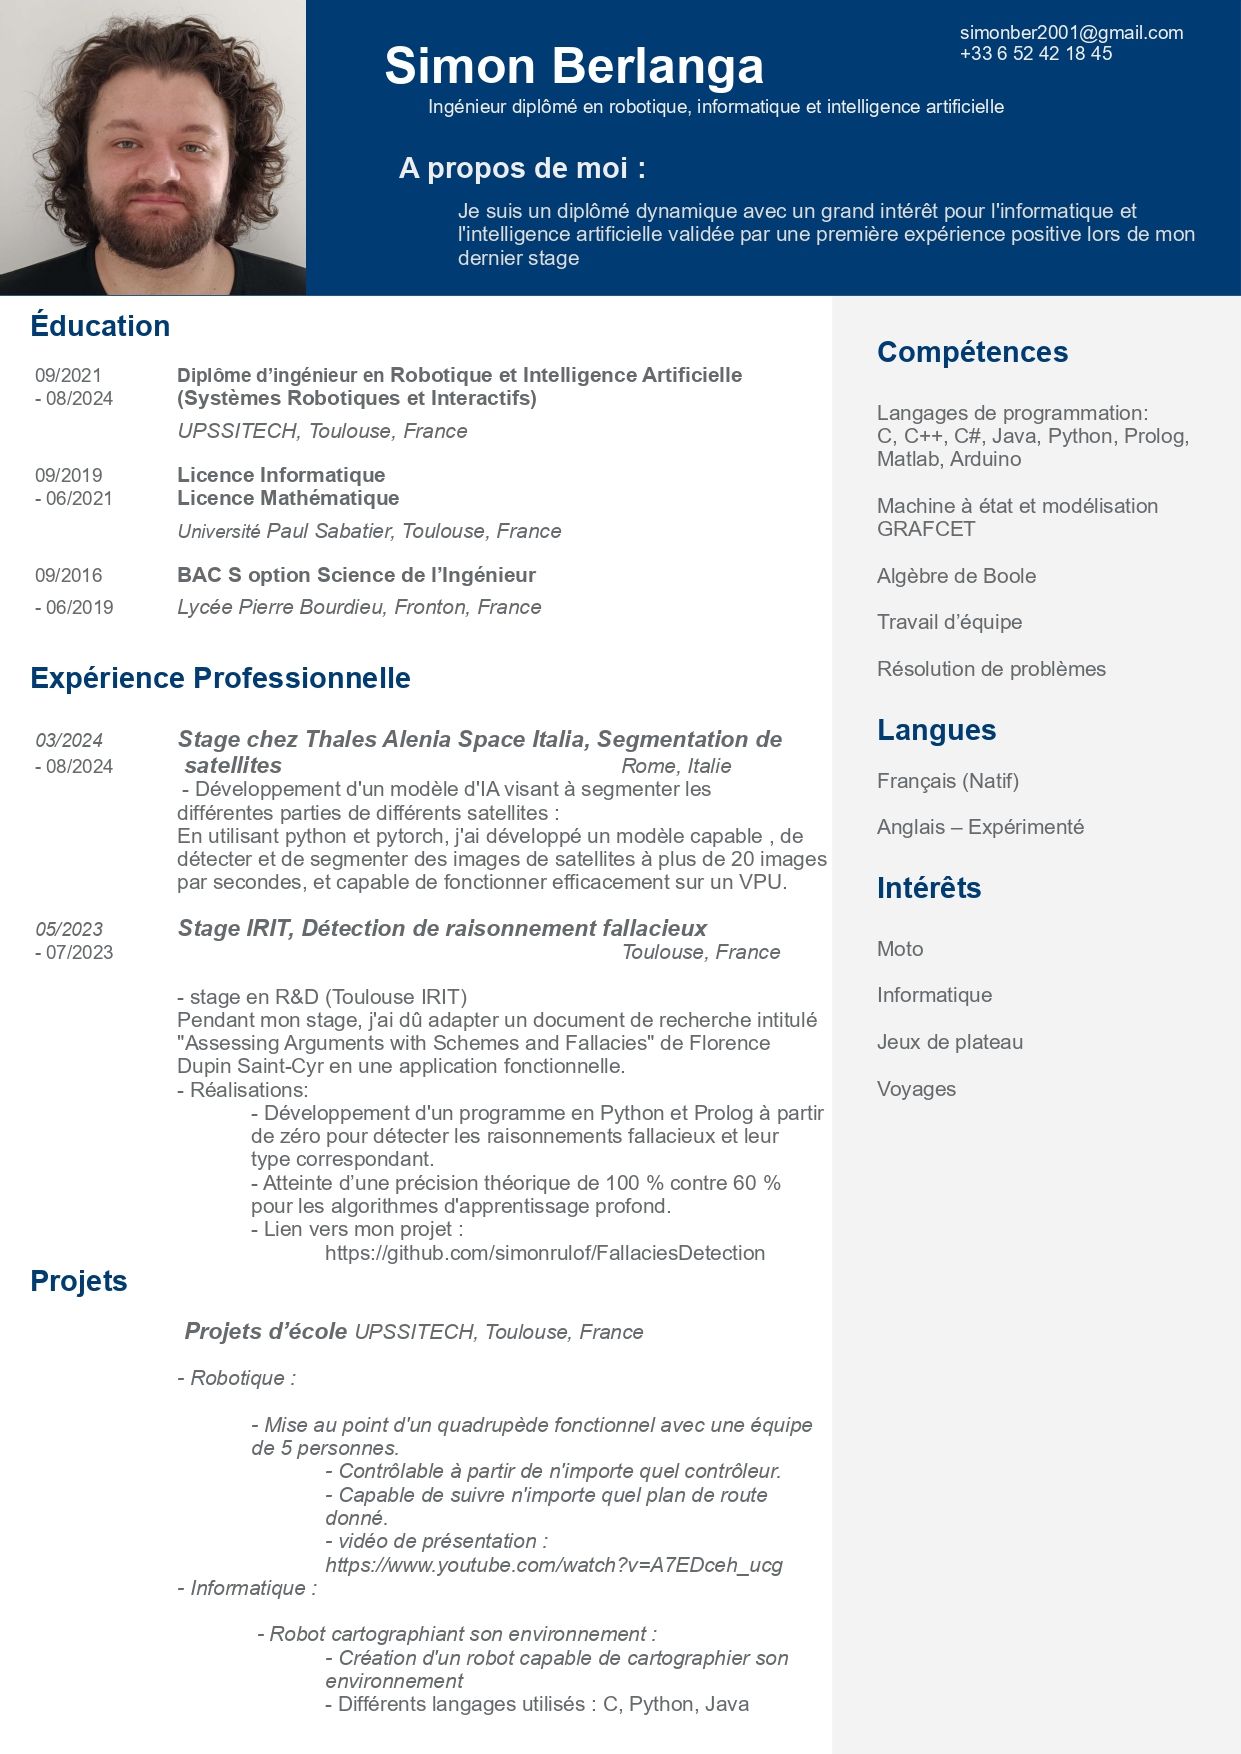 simonber2001@gmail.com
+33 6 52 42 18 45
Simon Berlanga
Ingénieur diplômé en robotique, informatique et intelligence artificielle
A propos de moi :
Je suis un diplômé dynamique avec un grand intérêt pour l'informatique et
l'intelligence artificielle validée par une première expérience positive lors de mon
dernier stage
Éducation
09/2021 Diplôme d’ingénieur en Robotique et Intelligence Artificielle
- 08/2024 (Systèmes Robotiques et Interactifs)
UPSSITECH, Toulouse, France
09/2019 Licence Informatique
- 06/2021 Licence Mathématique
Université Paul Sabatier, Toulouse, France
09/2016 BAC S option Science de l’Ingénieur
- 06/2019 Lycée Pierre Bourdieu, Fronton, France
Expérience Professionnelle
03/2024 Stage chez Thales Alenia Space Italia, Segmentation de
- 08/2024 satellites Rome, Italie
- Développement d'un modèle d'IA visant à segmenter les
différentes parties de différents satellites :
En utilisant python et pytorch, j'ai développé un modèle capable , de
détecter et de segmenter des images de satellites à plus de 20 images
par secondes, et capable de fonctionner efficacement sur un VPU.
05/2023 Stage IRIT, Détection de raisonnement fallacieux
- 07/2023 Toulouse, France
- stage en R&D (Toulouse IRIT)
Pendant mon stage, j'ai dû adapter un document de recherche intitulé
"Assessing Arguments with Schemes and Fallacies" de Florence
Dupin Saint-Cyr en une application fonctionnelle.
- Réalisations:
- Développement d'un programme en Python et Prolog à partir
de zéro pour détecter les raisonnements fallacieux et leur
type correspondant.
- Atteinte d’une précision théorique de 100 % contre 60 %
pour les algorithmes d'apprentissage profond.
- Lien vers mon projet :
https://github.com/simonrulof/FallaciesDetection
Projets
Projets d’école UPSSITECH, Toulouse, France
- Robotique :
- Mise au point d'un quadrupède fonctionnel avec une équipe
de 5 personnes.
- Contrôlable à partir de n'importe quel contrôleur.
- Capable de suivre n'importe quel plan de route
donné.
- vidéo de présentation :
https://www.youtube.com/watch?v=A7EDceh_ucg
- Informatique :
- Robot cartographiant son environnement :
- Création d'un robot capable de cartographier son
environnement
- Différents langages utilisés : C, Python, Java
Compétences
Langages de programmation:
C, C++, C#, Java, Python, Prolog,
Matlab, Arduino
Machine à état et modélisation
GRAFCET
Algèbre de Boole
Travail d’équipe
Résolution de problèmes
Langues
Français (Natif)
Anglais – Expérimenté
Intérêts
Moto
Informatique
Jeux de plateau
Voyages